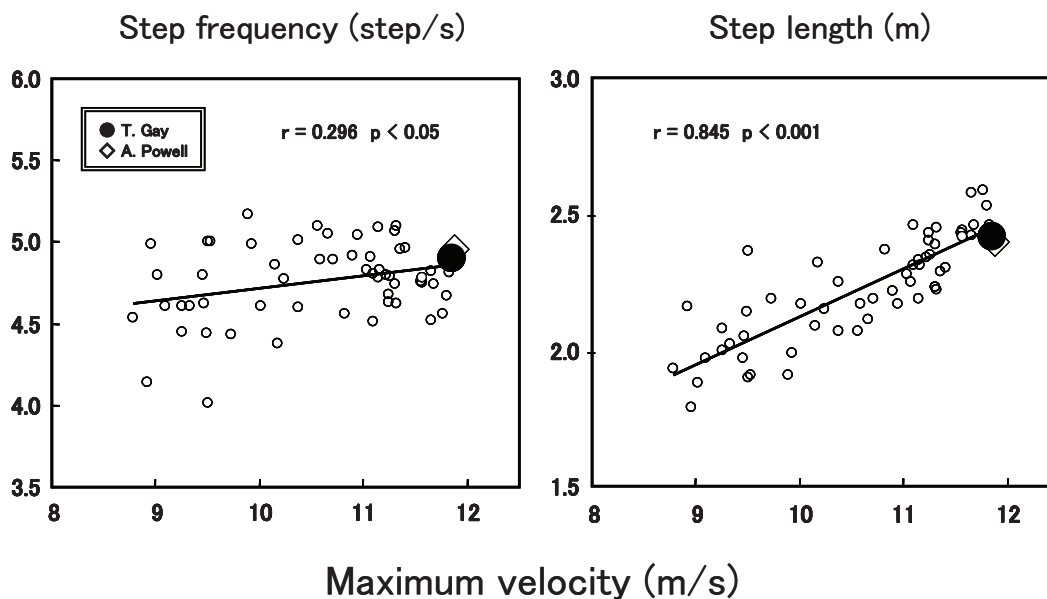 Step frequency (step/s)
Step length (m)
6.0
5.5
5.0
4.5
4.0
3.5
T. Gay
A. Powell
r = 0.296 p < 0.05
8
9
10
11
12
3.0
2.5
2.0
1.5
r = 0.845 p < 0.001
8
9
10
11
12
Maximum velocity (m/s)